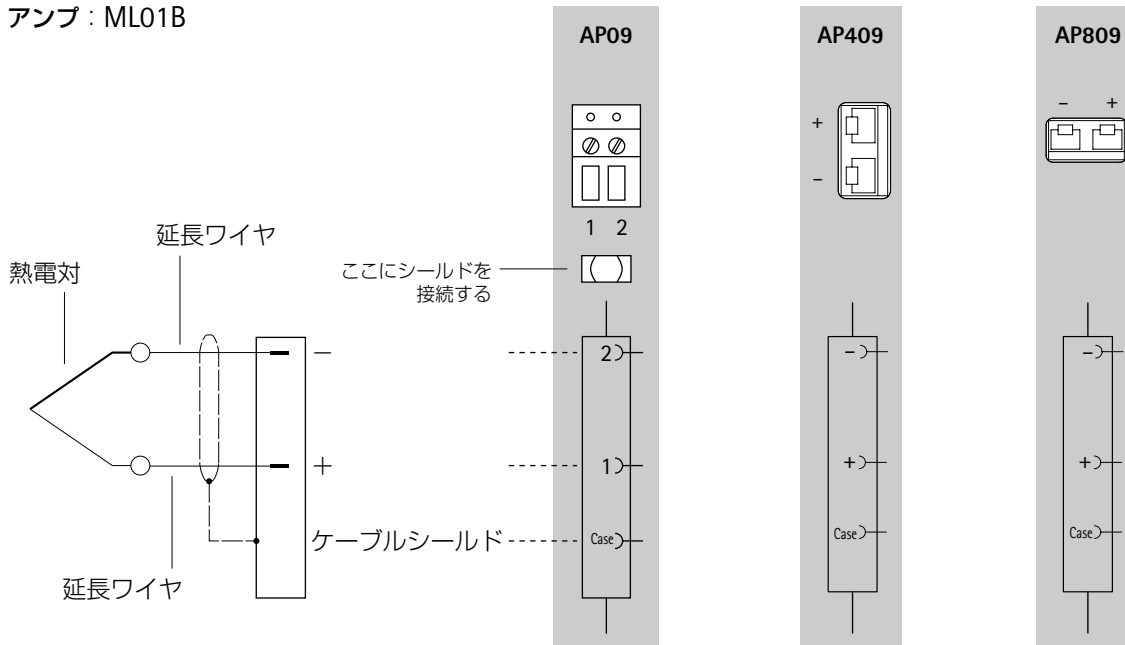 アンプ：ML01B
AP09
AP409
AP809
+
–
– +
1 2
延長ワイヤ
熱電対
ここにシールドを
接続する
–
2
–
–
+
1
+
+
ケーブルシールド
Case
Case
Case
延長ワイヤ